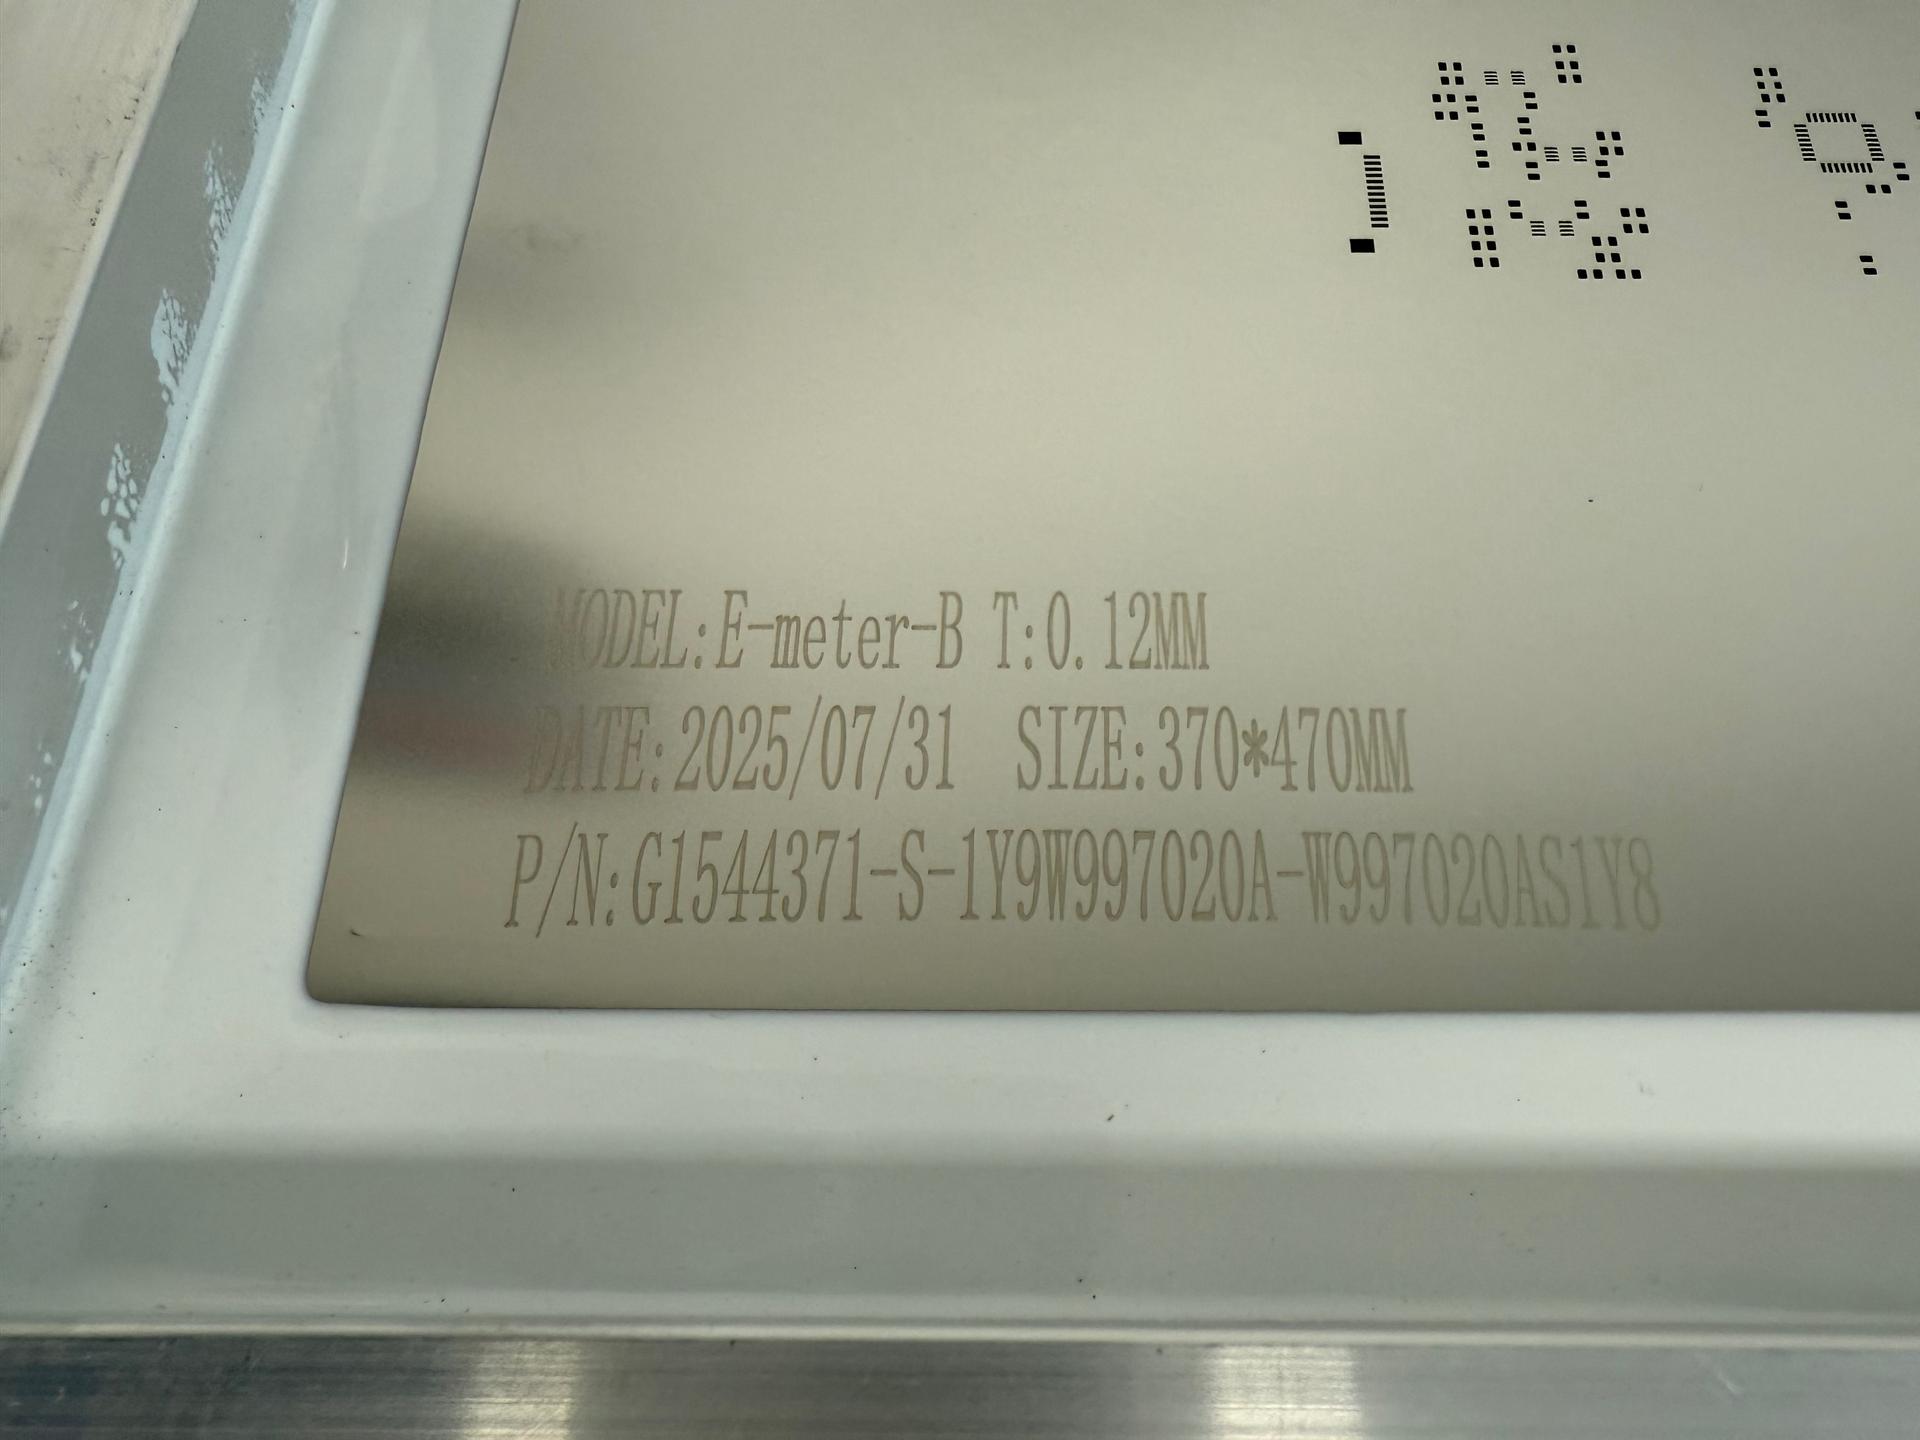 MODEL:E-meter-B T:0.12MM
DATE:2025/07/31 SIZE:370*470MM
P/N:G1544371-S-1Y9W997020A-W997020AS1Y8